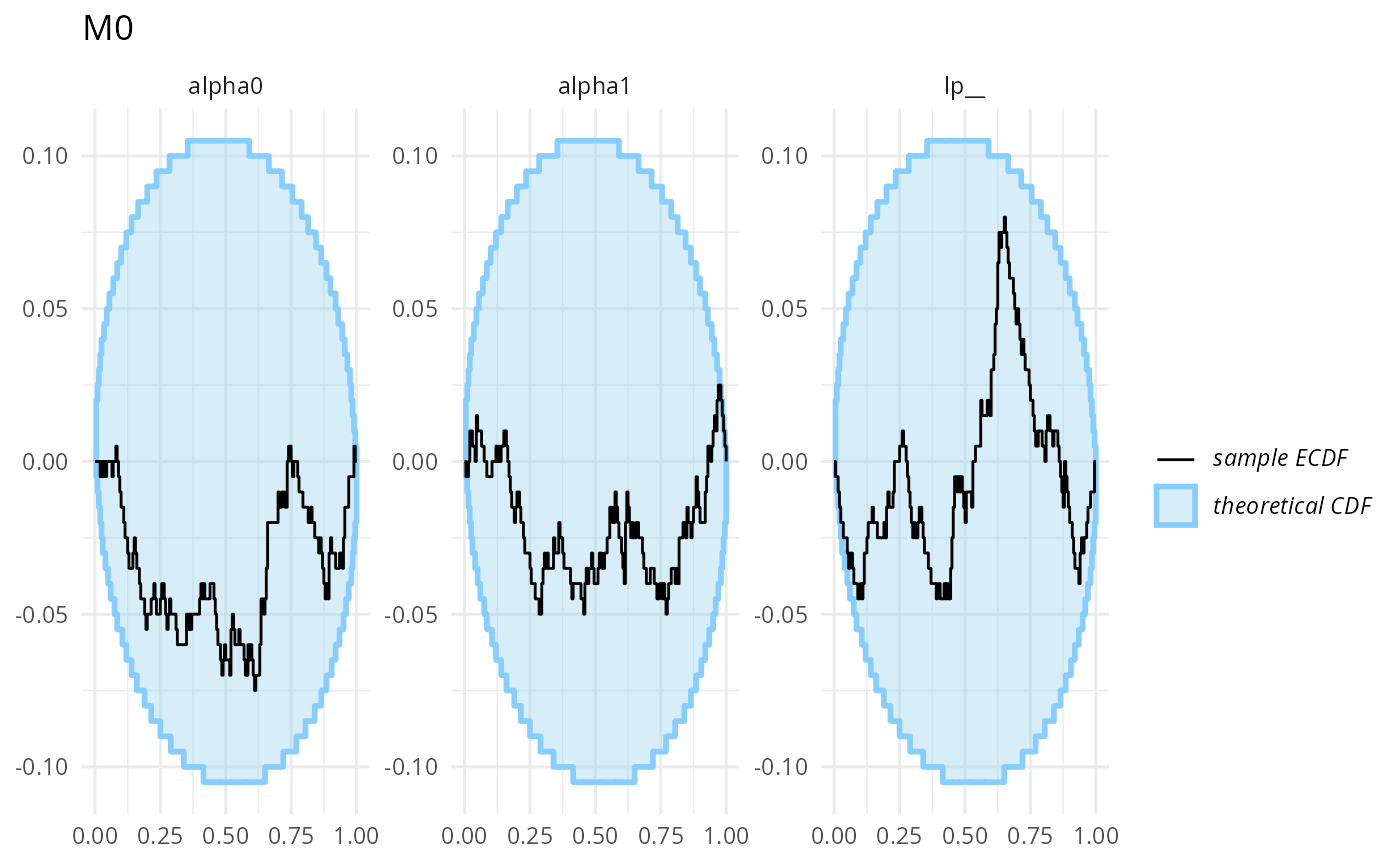 M0
alpha0 alpha1 lp__
0.10 0.10 0.10
0.05 0.05 0.05
0.00 0.00 0.00
-0.05 -0.05 -0.05
-0.10 -0.10 -0.10
0.00 0.25 0.50 0.75 1.00 0.00 0.25 0.50 0.75 1.00 0.00 0.25 0.50 0.75 1.00
sample ECDF
theoretical CDF